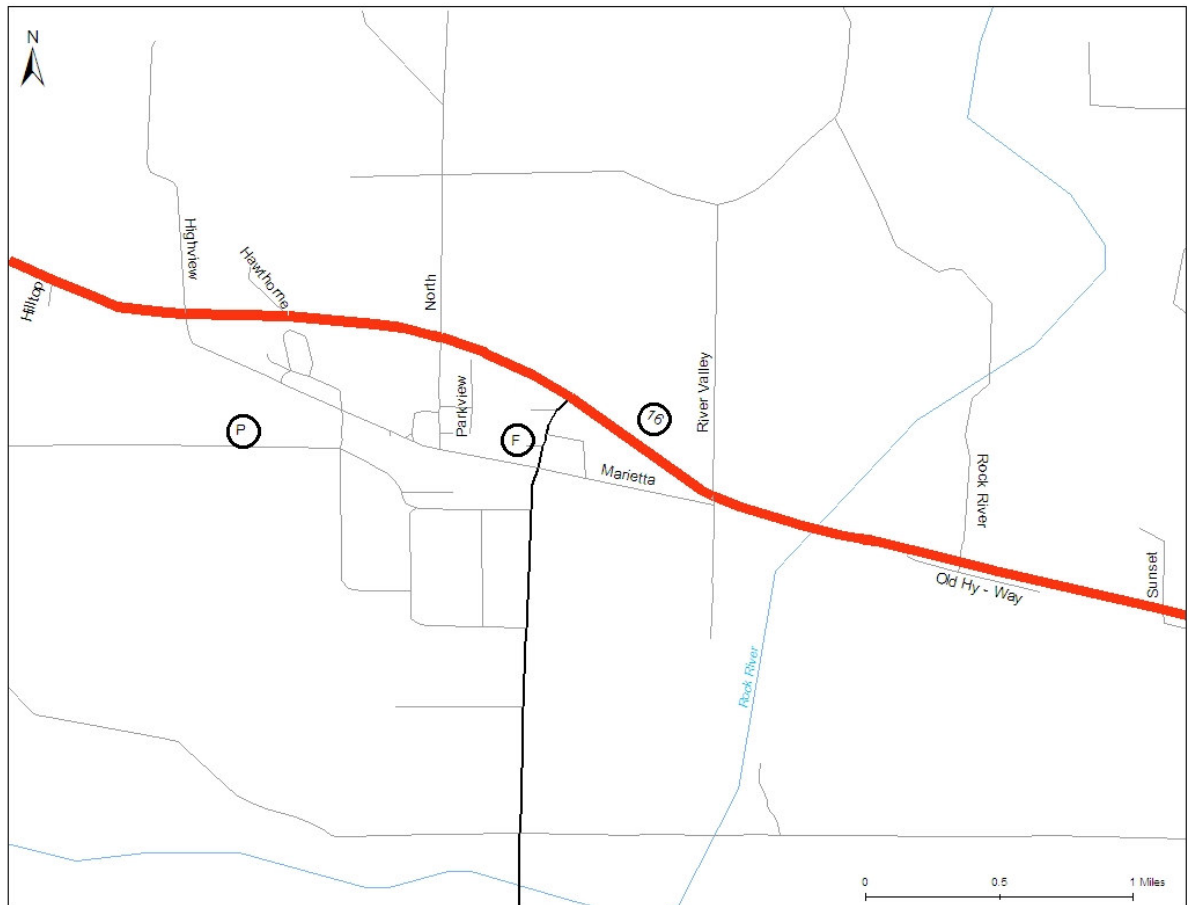 N
Highview
Hawthorne
Hilltop
North
Parkview
River Valley
16
P
F
Marietta
Rock River
Sunset
Old Hy - Way
Rock River
0
0.5
1 Miles